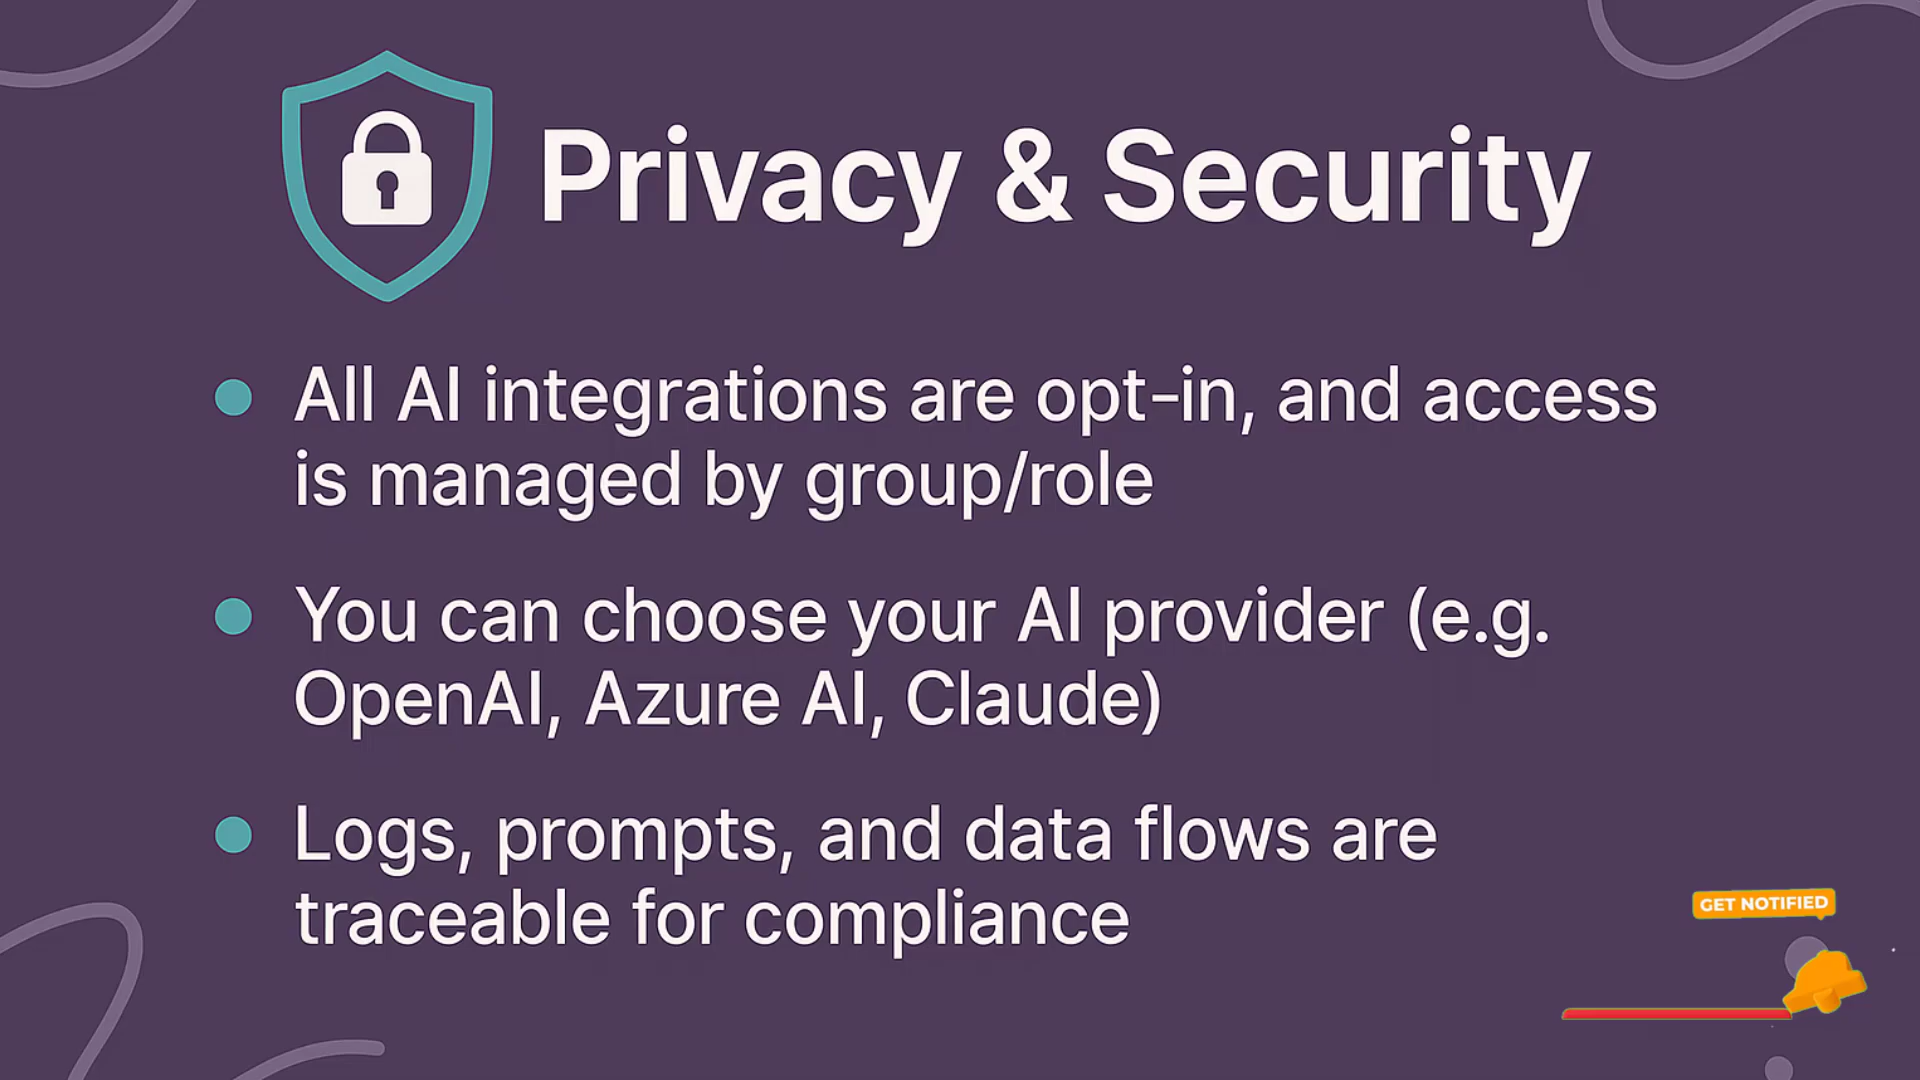 Privacy & Security
All AI integrations are opt-in, and access
is managed by group/role
You can choose your AI provider (e.g.
OpenAI, Azure AI, Claude)
Logs, prompts, and data flows are
traceable for compliance
GET NOTIFIED